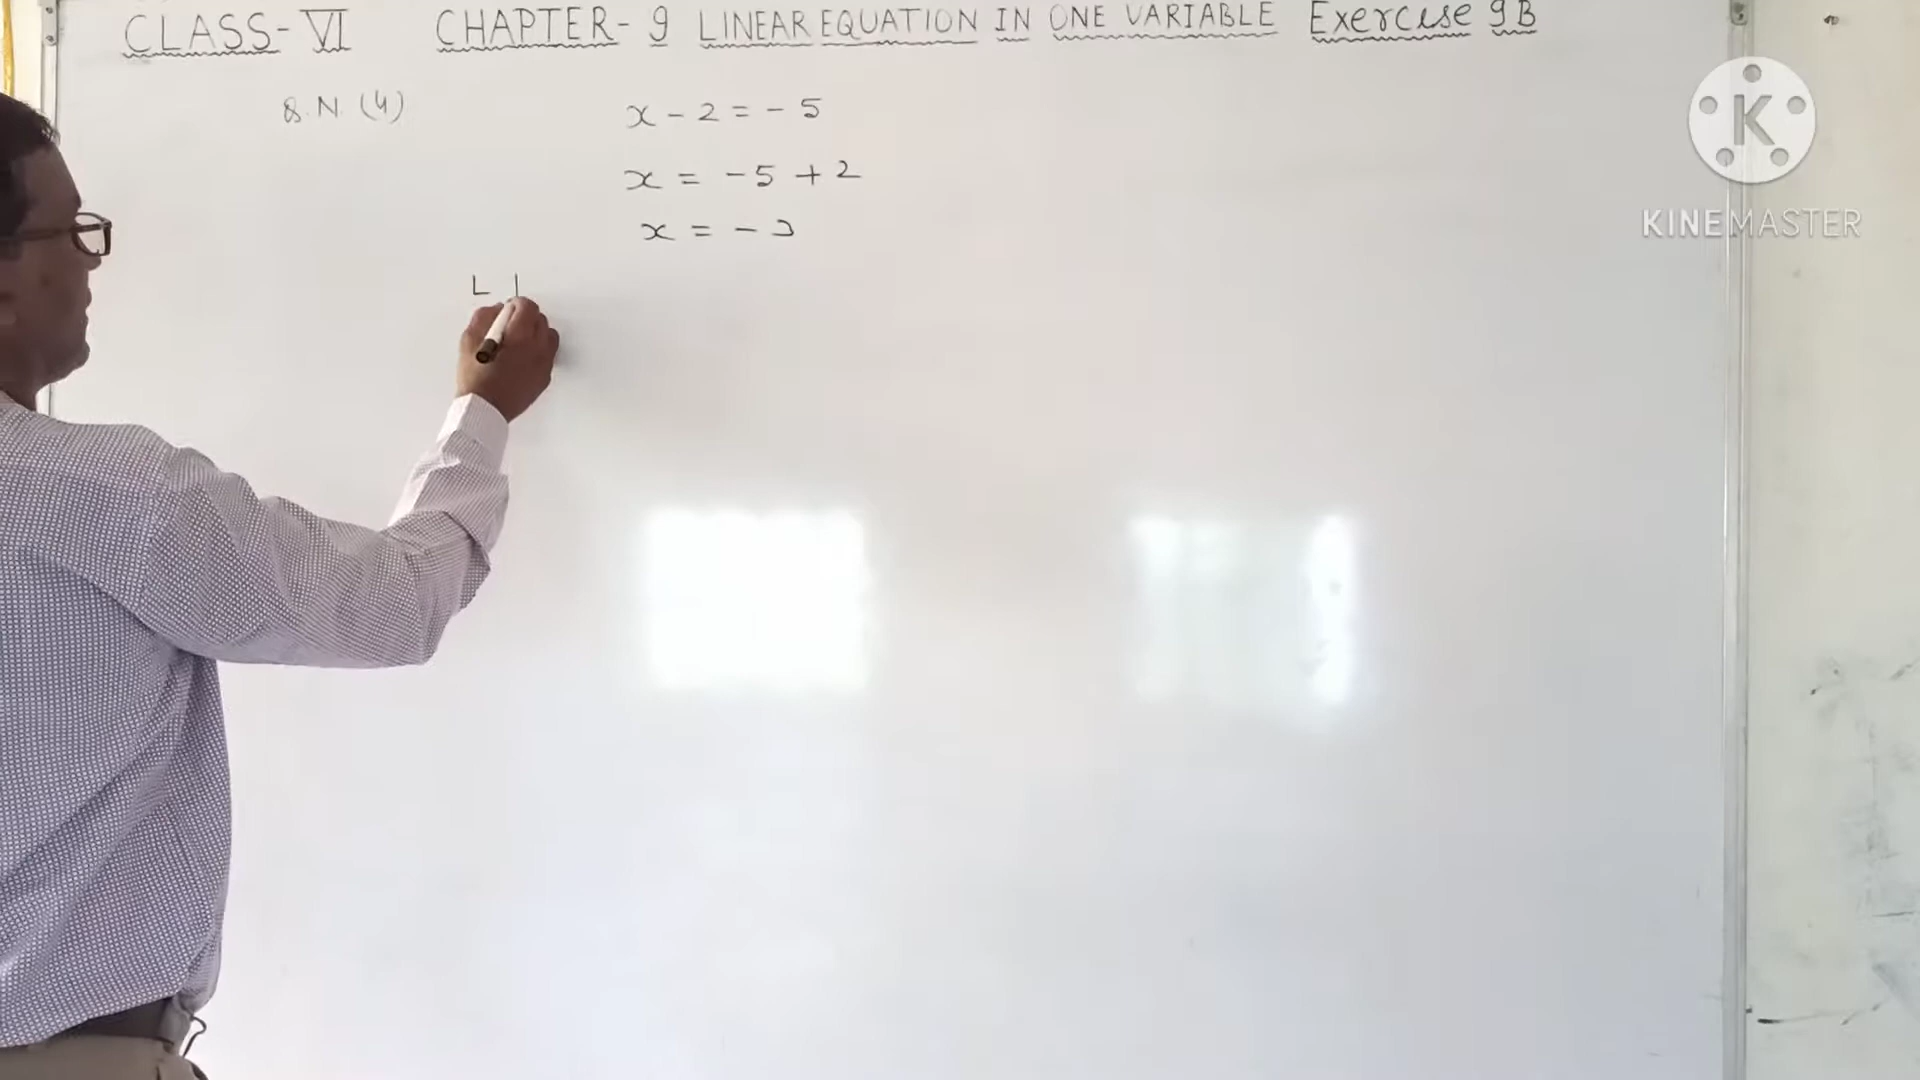 CLASS-VI CHAPTER-9 LINEAR EQUATION IN ONE VARIABLE Exercise 9B
Q.N. (4) x - 2 = - 5
x = -5 + 2
x = - 3
L
K
KINEMASTER